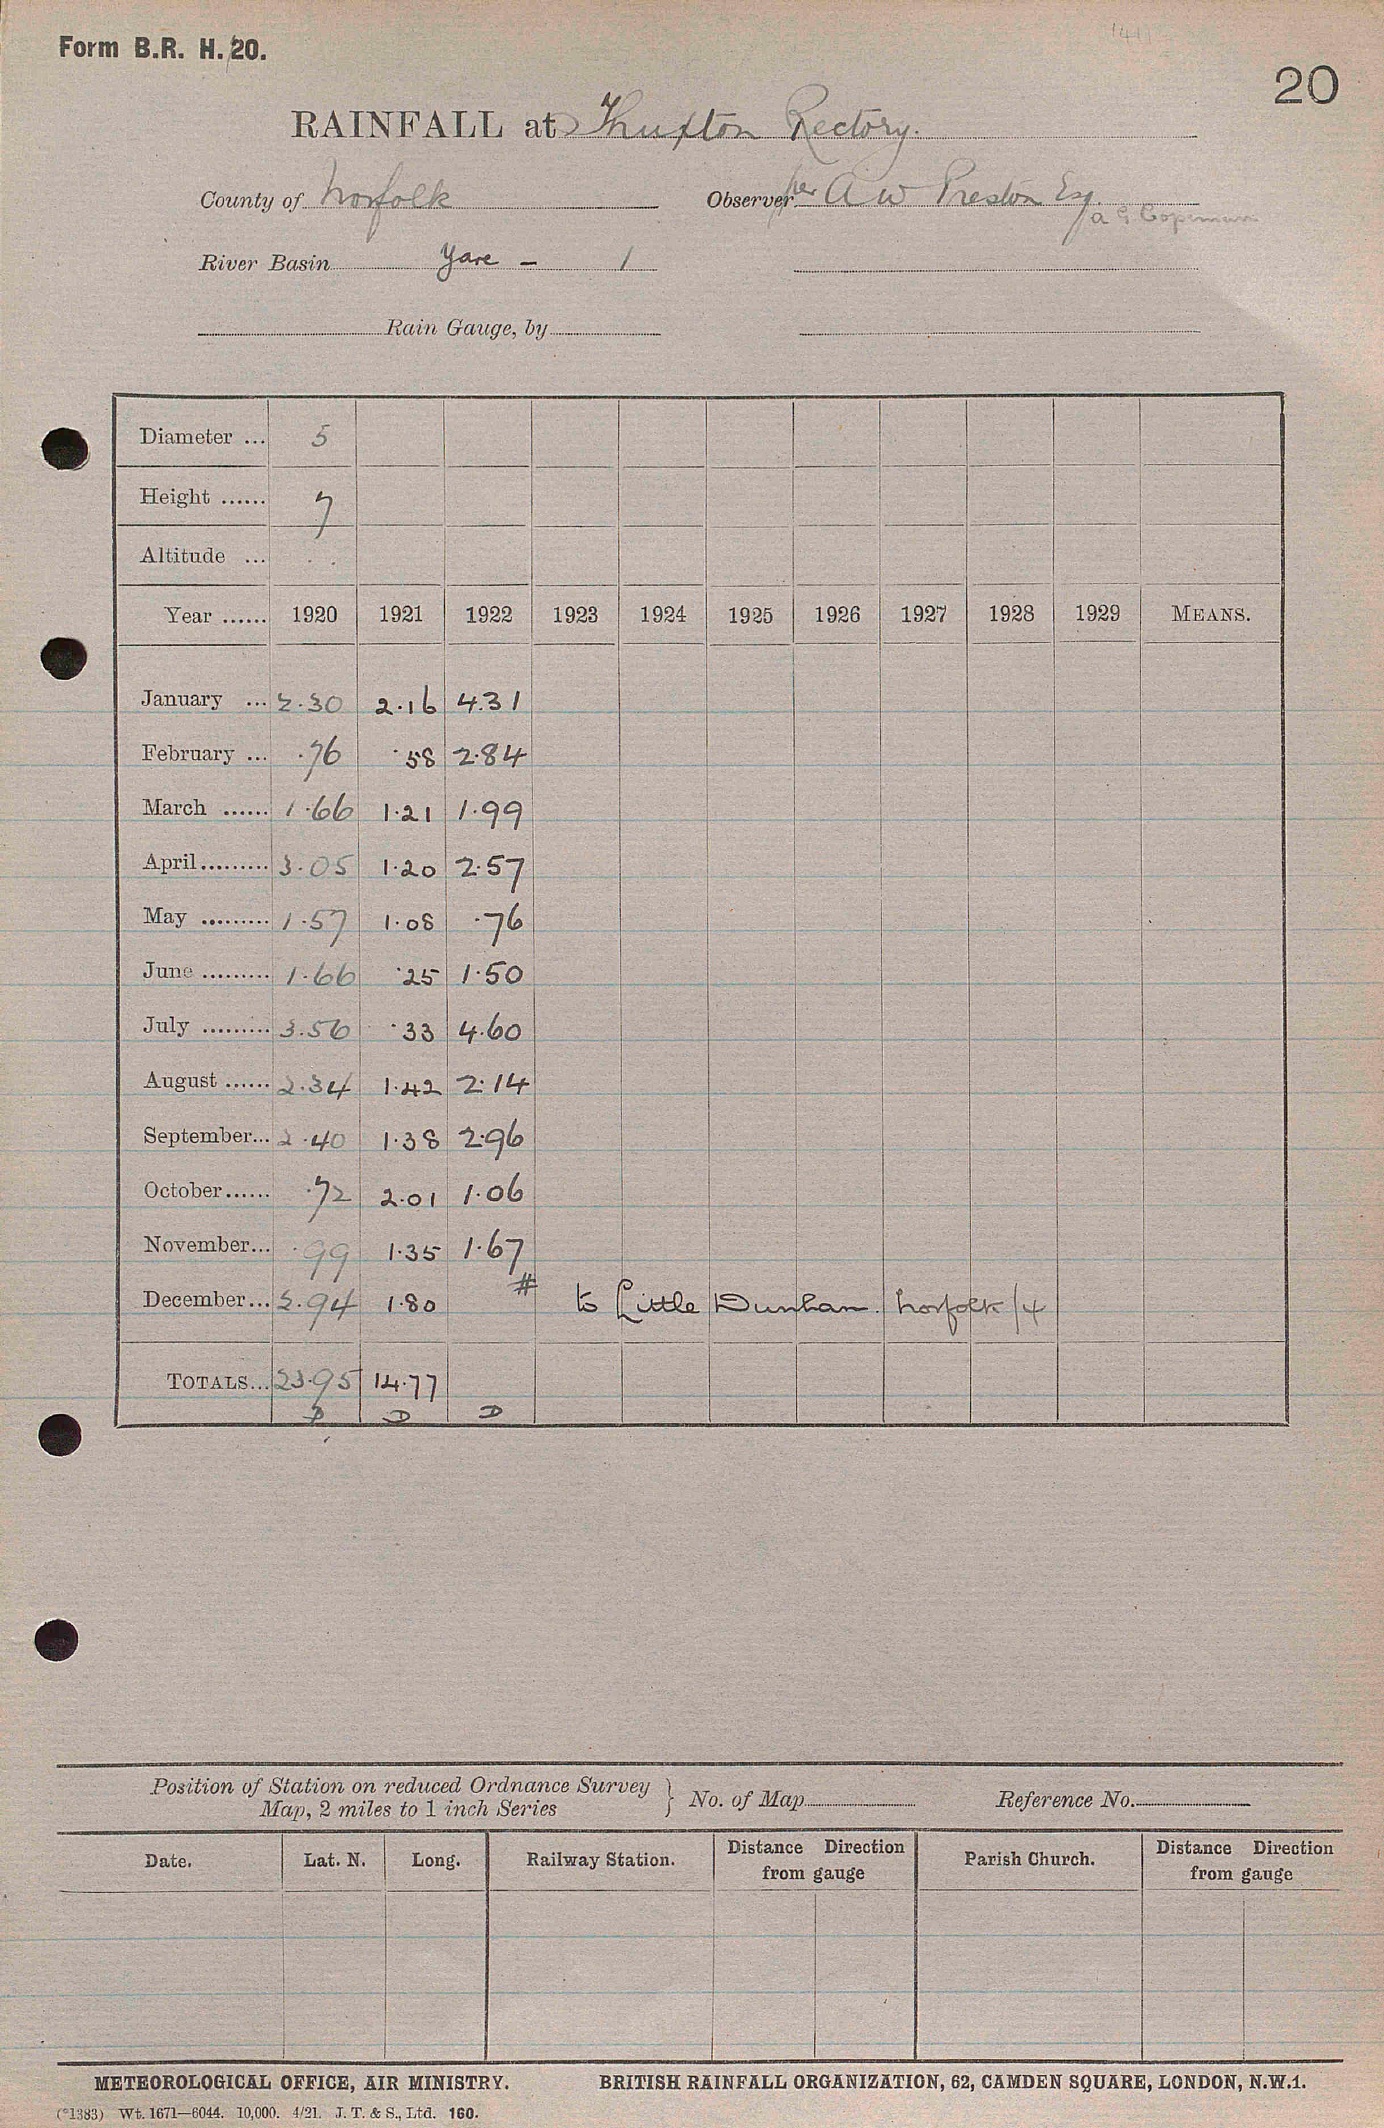 Form B.R. H. 20.
20
RAINFALL at Thuxton Rectory.
County of Norfolk Observer per A W Preston Esq.
River Basin Yare - 1
Rain Gauge, by
Diameter ... 5
Height ...... 7
Altitude ... . .
Year ...... 1920 1921 1922 1923 1924 1925 1926 1927 1928 1929 MEANS.
January ... 2.30 2.16 4.31
February ... .76 .58 2.84
March ...... 1.66 1.21 1.99
April......... 3.05 1.20 2.57
May ......... 1.57 1.08 .76
June ......... 1.66 .25 1.50
July ......... 3.56 .33 4.60
August ...... 2.34 1.42 2.14
September... 2.40 1.38 2.96
October...... .72 2.01 1.06
November... .99 1.35 1.67
December... 2.94 1.80 # to Little Dunham. Norfolk /4
TOTALS... 23.95 14.77
D D D
Position of Station on reduced Ordnance Survey
Map, 2 miles to 1 inch Series } No. of Map Reference No.
Date. Lat. N. Long. Railway Station. Distance Direction from gauge Parish Church. Distance Direction from gauge
METEOROLOGICAL OFFICE, AIR MINISTRY. BRITISH RAINFALL ORGANIZATION, 62, CAMDEN SQUARE, LONDON, N.W.1.
(*1383) Wt. 1671—6044. 10,000. 4/21. J. T. & S., Ltd. 160.